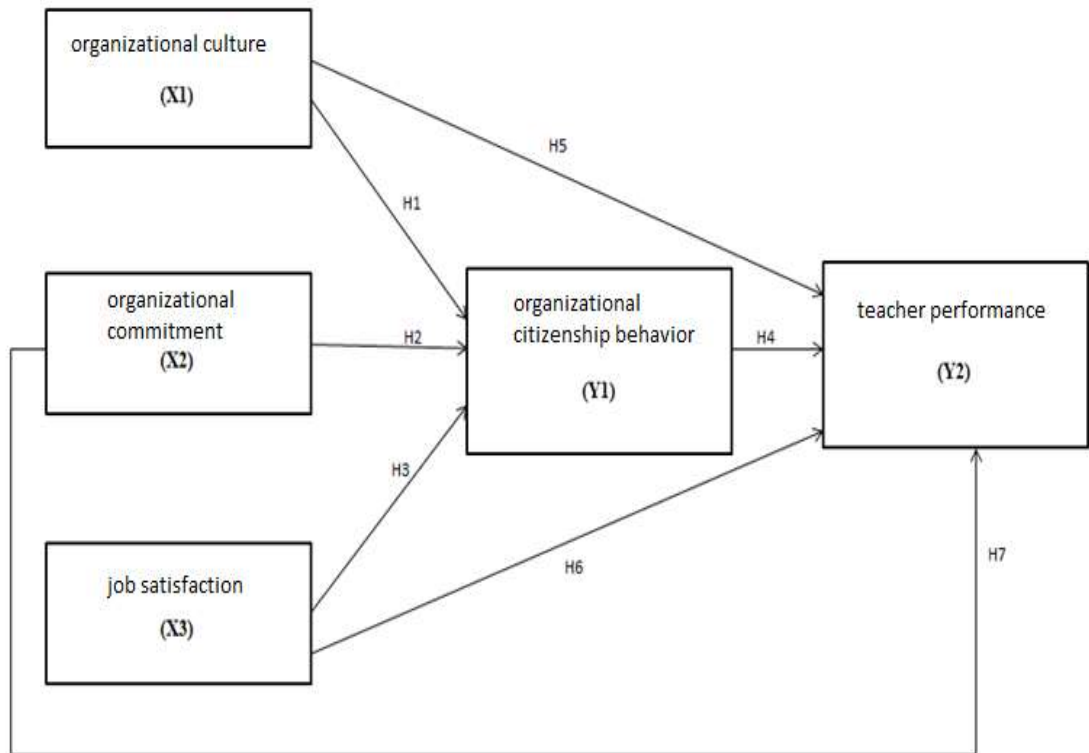 organizational culture
(X1)
H5
H1
organizational
commitment
(X2)
H2
organizational
citizenship behavior
(Y1)
H4
teacher performance
(Y2)
H3
job satisfaction
(X3)
H6
H7